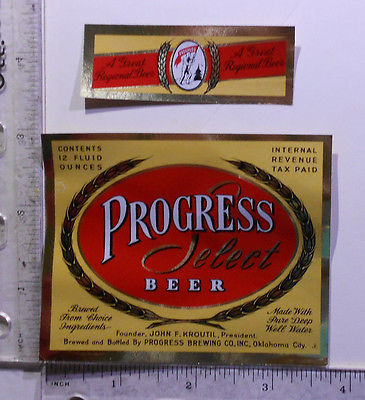 A Great
Regional Beer
PROGRESS
A Great
Regional Beer
CONTENTS
12 FLUID
OUNCES
INTERNAL
REVENUE
TAX PAID
PROGRESS
Select
BEER
Brewed
From Choice
Ingredients
Made With
Pure Deep
Well Water
Founder, JOHN F. KROUTIL, President
Brewed and Bottled By PROGRESS BREWING CO, INC, Oklahoma City.
INCH 1 2 3 4